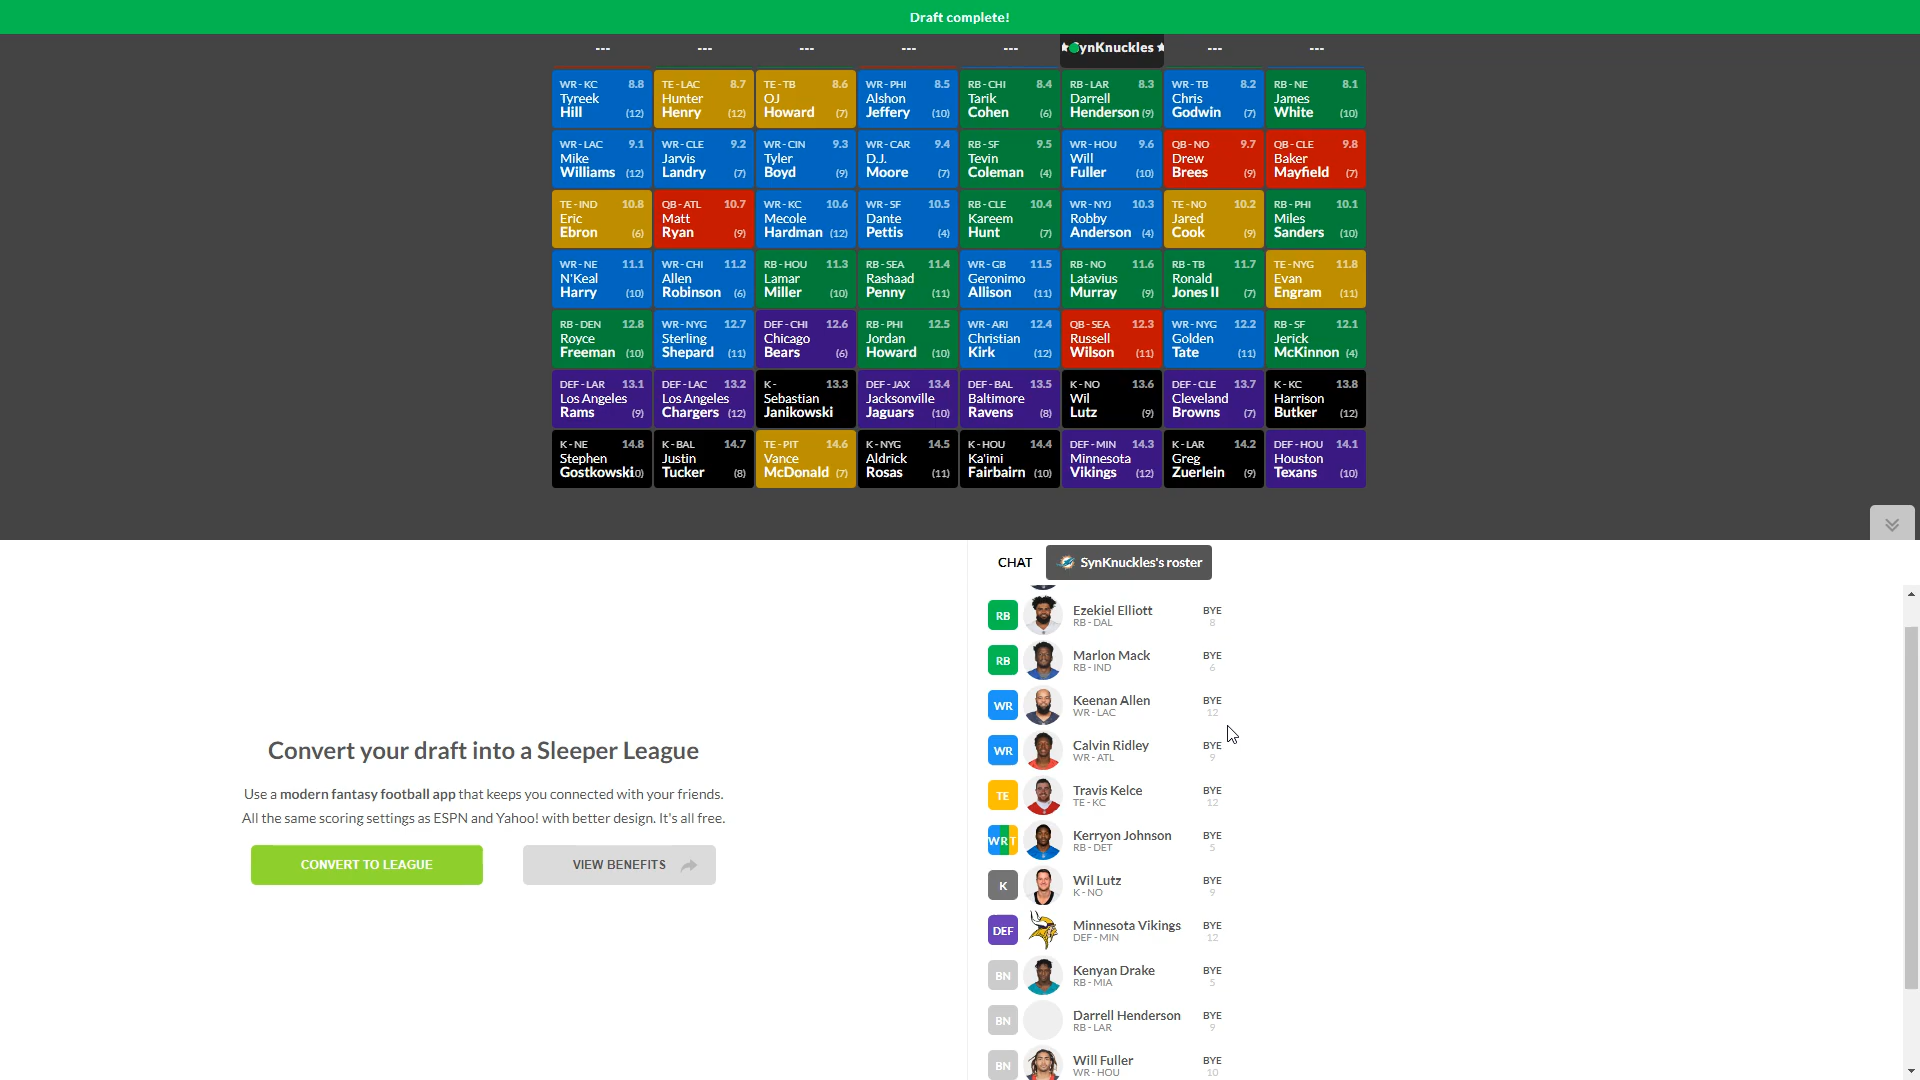 Draft complete!
--- --- --- --- --- SynKnuckles --- ---
WR - KC 8.8 TE - LAC 8.7 TE - TB 8.6 WR - PHI 8.5 RB - CHI 8.4 RB - LAR 8.3 WR - TB 8.2 RB - NE 8.1
Tyreek Hunter OJ Alshon Tarik Darrell Chris James
Hill (12) Henry (12) Howard (7) Jeffery (10) Cohen (6) Henderson (9) Godwin (7) White (10)
WR - LAC 9.1 WR - CLE 9.2 WR - CIN 9.3 WR - CAR 9.4 RB - SF 9.5 WR - HOU 9.6 QB - NO 9.7 QB - CLE 9.8
Mike Jarvis Tyler D.J. Tevin Will Drew Baker
Williams (12) Landry (7) Boyd (9) Moore (7) Coleman (4) Fuller (10) Brees (9) Mayfield (7)
TE - IND 10.8 QB - ATL 10.7 WR - KC 10.6 WR - SF 10.5 RB - CLE 10.4 WR - NYJ 10.3 TE - NO 10.2 RB - PHI 10.1
Eric Matt Mecole Dante Kareem Robby Jared Miles
Ebron (6) Ryan (9) Hardman (12) Pettis (4) Hunt (7) Anderson (4) Cook (9) Sanders (10)
WR - NE 11.1 WR - CHI 11.2 RB - HOU 11.3 RB - SEA 11.4 WR - GB 11.5 RB - NO 11.6 RB - TB 11.7 TE - NYG 11.8
N'Keal Allen Lamar Rashaad Geronimo Latavius Ronald Evan
Harry (10) Robinson (6) Miller (10) Penny (11) Allison (11) Murray (9) Jones II (7) Engram (11)
RB - DEN 12.8 WR - NYG 12.7 DEF - CHI 12.6 RB - PHI 12.5 WR - ARI 12.4 QB - SEA 12.3 WR - NYG 12.2 RB - SF 12.1
Royce Sterling Chicago Jordan Christian Russell Golden Jerick
Freeman (10) Shepard (11) Bears (6) Howard (10) Kirk (12) Wilson (11) Tate (11) McKinnon (4)
DEF - LAR 13.1 DEF - LAC 13.2 K - 13.3 DEF - JAX 13.4 DEF - BAL 13.5 K - NO 13.6 DEF - CLE 13.7 K - KC 13.8
Los Angeles Los Angeles Sebastian Jacksonville Baltimore Wil Cleveland Harrison
Rams (9) Chargers (12) Janikowski Jaguars (10) Ravens (8) Lutz (9) Browns (7) Butker (12)
K - NE 14.8 K - BAL 14.7 TE - PIT 14.6 K - NYG 14.5 K - HOU 14.4 DEF - MIN 14.3 K - LAR 14.2 DEF - HOU 14.1
Stephen Justin Vance Aldrick Ka'imi Minnesota Greg Houston
Gostkowski Tucker (8) McDonald (7) Rosas (11) Fairbairn (10) Vikings (12) Zuerlein (9) Texans (10)
CHAT SynKnuckles's roster
RB Ezekiel Elliott BYE
RB - DAL 8
RB Marlon Mack BYE
RB - IND 6
WR Keenan Allen BYE
WR - LAC 12
WR Calvin Ridley BYE
WR - ATL 9
TE Travis Kelce BYE
TE - KC 12
WRT Kerryon Johnson BYE
RB - DET 5
K Wil Lutz BYE
K - NO 9
DEF Minnesota Vikings BYE
DEF - MIN 12
BN Kenyan Drake BYE
RB - MIA 5
BN Darrell Henderson BYE
RB - LAR 9
BN Will Fuller BYE
WR - HOU 10
Convert your draft into a Sleeper League
Use a modern fantasy football app that keeps you connected with your friends.
All the same scoring settings as ESPN and Yahoo! with better design. It's all free.
CONVERT TO LEAGUE VIEW BENEFITS